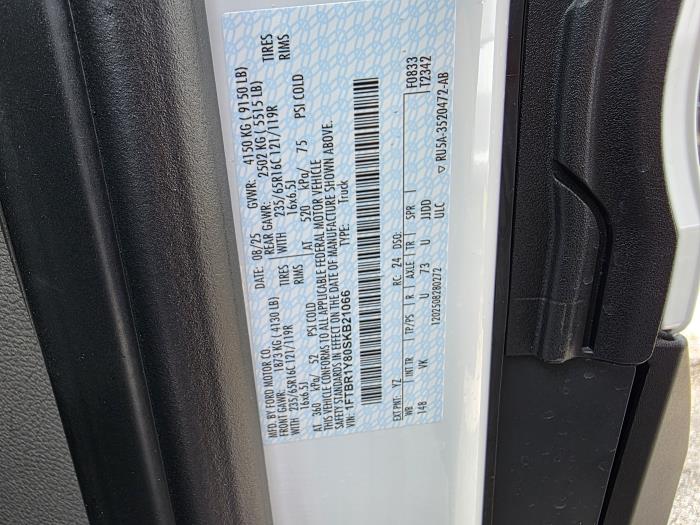 MFD. BY FORD MOTOR CO. 08/25 GVWR: 4150 KG ( 9150 LB)
FRONT GAWR: 1873 KG ( 4130 LB) REAR GAWR: 2502 KG ( 5515 LB)
WITH 235/65R16C 121/119R TIRES WITH 235/65R16C 121/119R TIRES
16x6.5J RIMS 16x6.5J RIMS
AT 360 kPa/ 52 PSI COLD AT 520 kPa/ 75 PSI COLD
THIS VEHICLE CONFORMS TO ALL APPLICABLE FEDERAL MOTOR VEHICLE
SAFETY STANDARDS IN EFFECT ON THE DATE OF MANUFACTURE SHOWN ABOVE.
VIN: 1FTBR1Y80SKB21066 TYPE: Truck
F0833
T2342
EXT PNT: YZ RC: 24 DSO:
WB INT TR TP/PS R AXLE TR SPR
148 VK U 73 U JJDD
1202508280272 ULC
▽ RU5A-3520472-AB